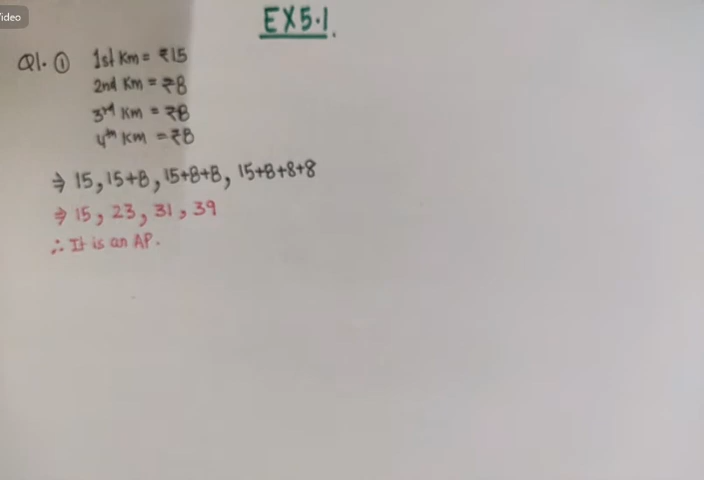 Video
EX5.1.
Q1. ① 1st Km = ₹15
2nd Km = ₹8
3rd Km = ₹8
4th Km = ₹8
⇒ 15, 15+8, 15+8+8, 15+8+8+8
⇒ 15, 23, 31, 39
∴ It is an AP.